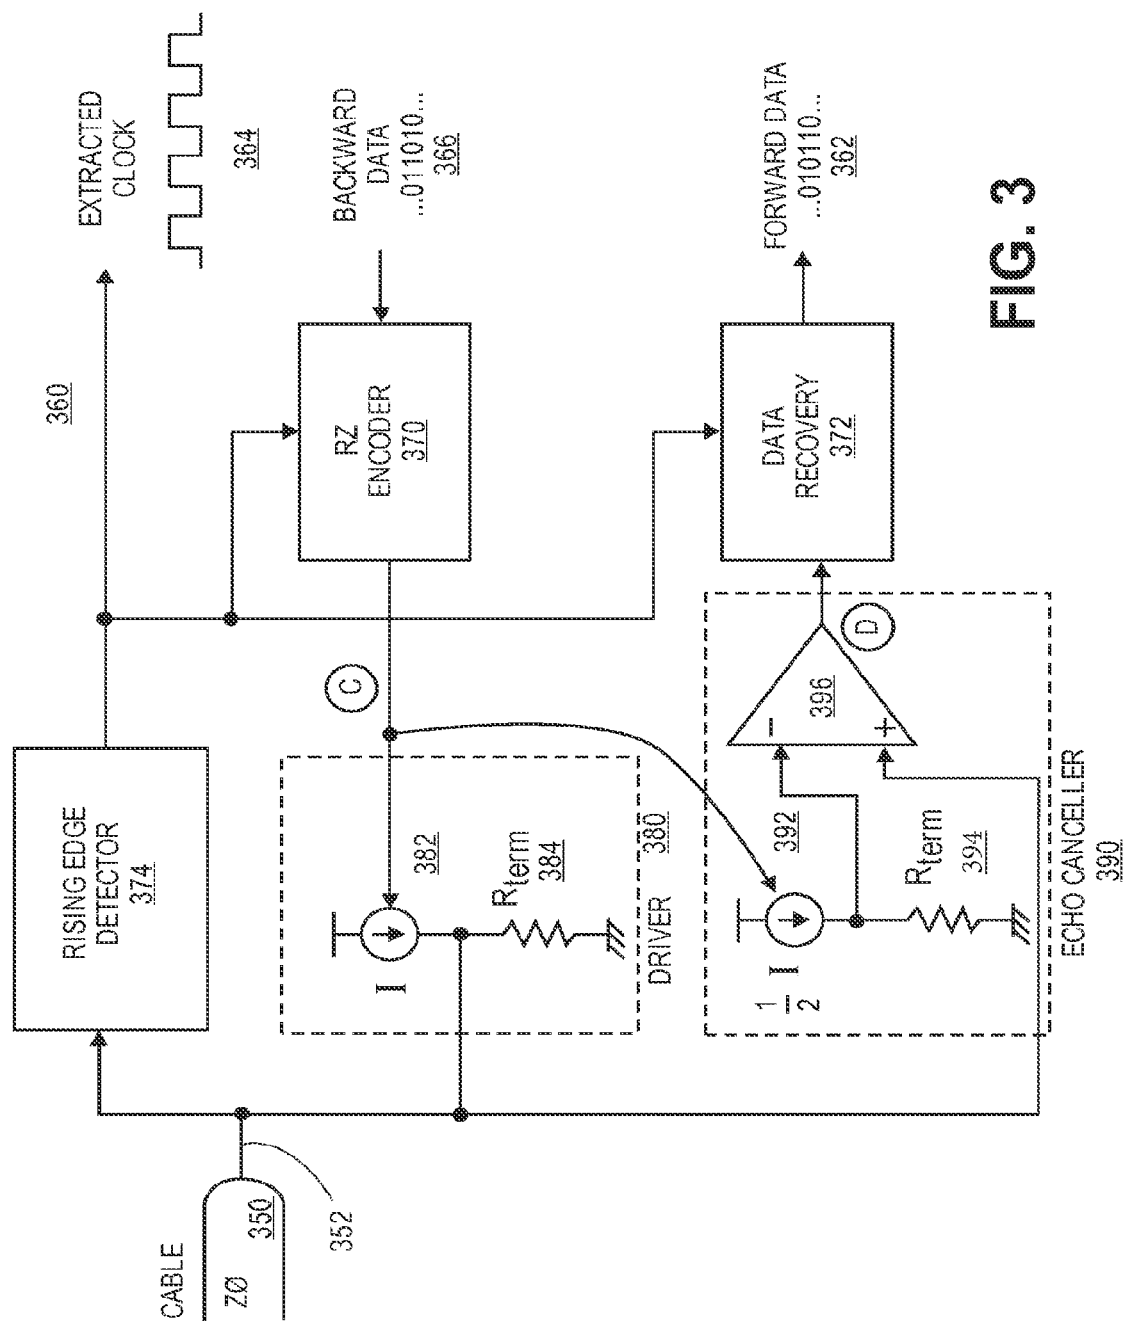 CABLE
ZØ
350
352
RISING EDGE
DETECTOR
374
360
EXTRACTED
CLOCK
364
C
RZ
ENCODER
370
BACKWARD
DATA
...011010...
366
I
382
Rterm
384
DRIVER
380
1
2
I
392
Rterm
394
-
+
396
D
ECHO CANCELLER
390
DATA
RECOVERY
372
FORWARD DATA
...010110...
362
FIG. 3